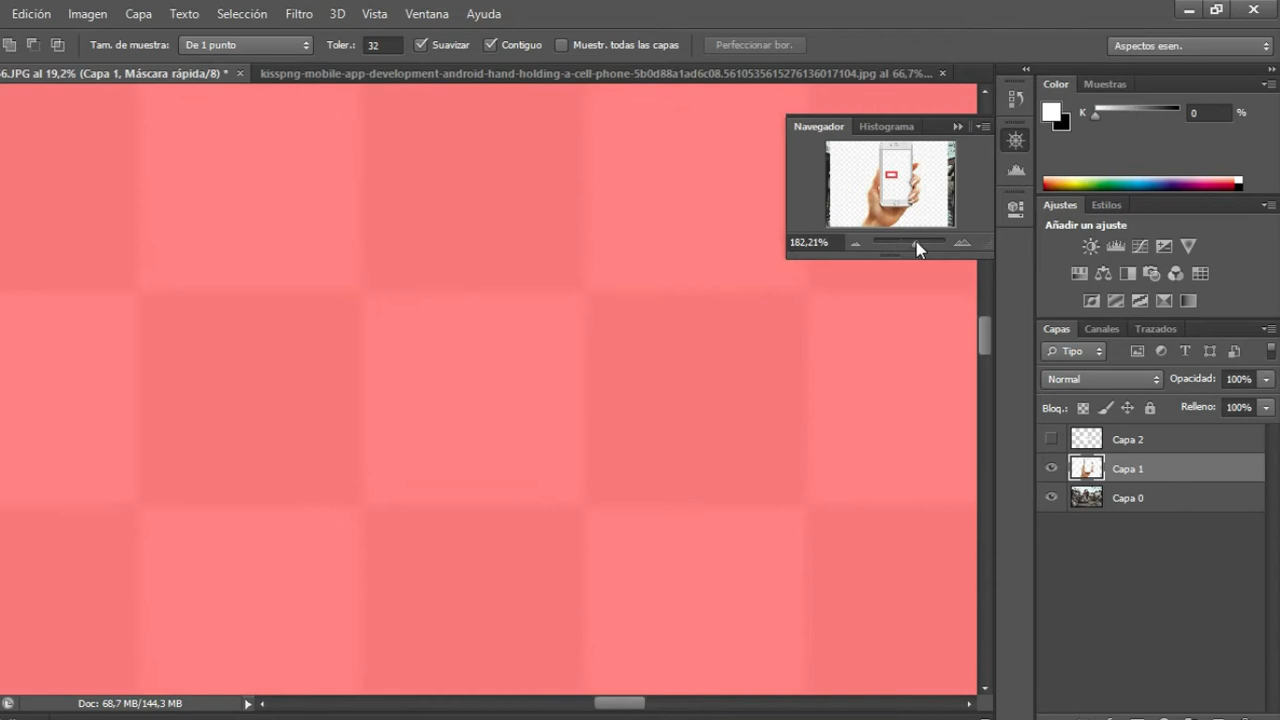 Edición Imagen Capa Texto Selección Filtro 3D Vista Ventana Ayuda
Tam. de muestra: De 1 punto Toler.: 32 Suavizar Contiguo Muestr. todas las capas Perfeccionar bor. Aspectos esen.
6.JPG al 19,2% (Capa 1, Máscara rápida/8) * × kisspng-mobile-app-development-android-hand-holding-a-cell-phone-5b0d88a1ad6c08.5610535615276136017104.jpg al 66,7%... ×
Color Muestras
K 0 %
Navegador Histograma
182,21%
Ajustes Estilos
Añadir un ajuste
Capas Canales Trazados
Tipo
Normal Opacidad: 100%
Bloq.: Relleno: 100%
Capa 2
Capa 1
Capa 0
Doc: 68,7 MB/144,3 MB